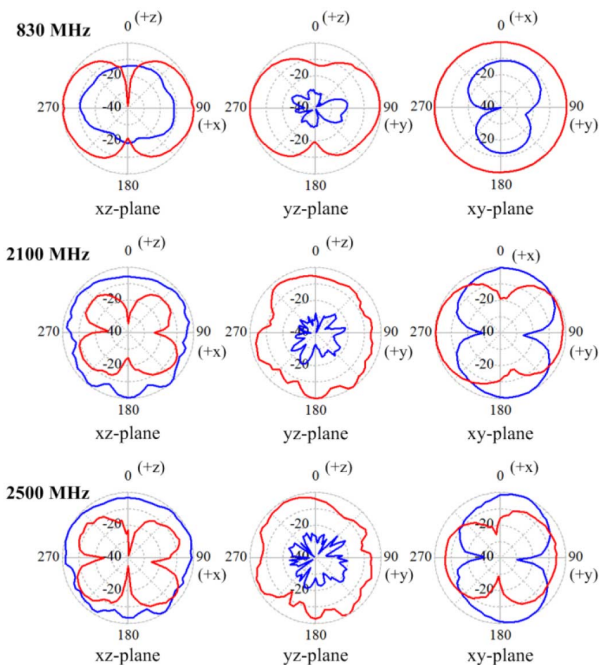 830 MHz
0 (+z)
0 (+z)
0 (+x)
-20
-20
-20
270
-40
90
(+x)
270
-40
90
(+y)
270
-40
90
(+y)
-20
-20
-20
180
180
180
xz-plane
yz-plane
xy-plane
2100 MHz
0 (+z)
0 (+z)
0 (+x)
-20
-20
-20
270
-40
90
(+x)
270
-40
90
(+y)
270
-40
90
(+y)
-20
-20
-20
180
180
180
xz-plane
yz-plane
xy-plane
2500 MHz
0 (+z)
0 (+z)
0 (+x)
-20
-20
-20
270
-40
90
(+x)
270
-40
90
(+y)
270
-40
90
(+y)
-20
-20
-20
180
180
180
xz-plane
yz-plane
xy-plane